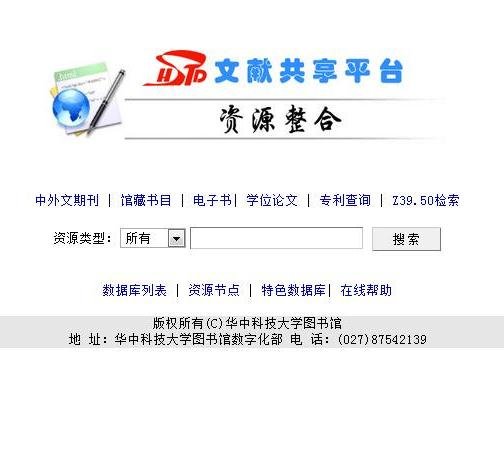 .html
HSTD 文献共享平台
资源整合
中外文期刊 | 馆藏书目 | 电子书| 学位论文 | 专利查询 | Z39.50检索
资源类型: 所有 搜索
数据库列表 | 资源节点 | 特色数据库| 在线帮助
版权所有(C)华中科技大学图书馆
地 址: 华中科技大学图书馆数字化部 电 话: (027)87542139